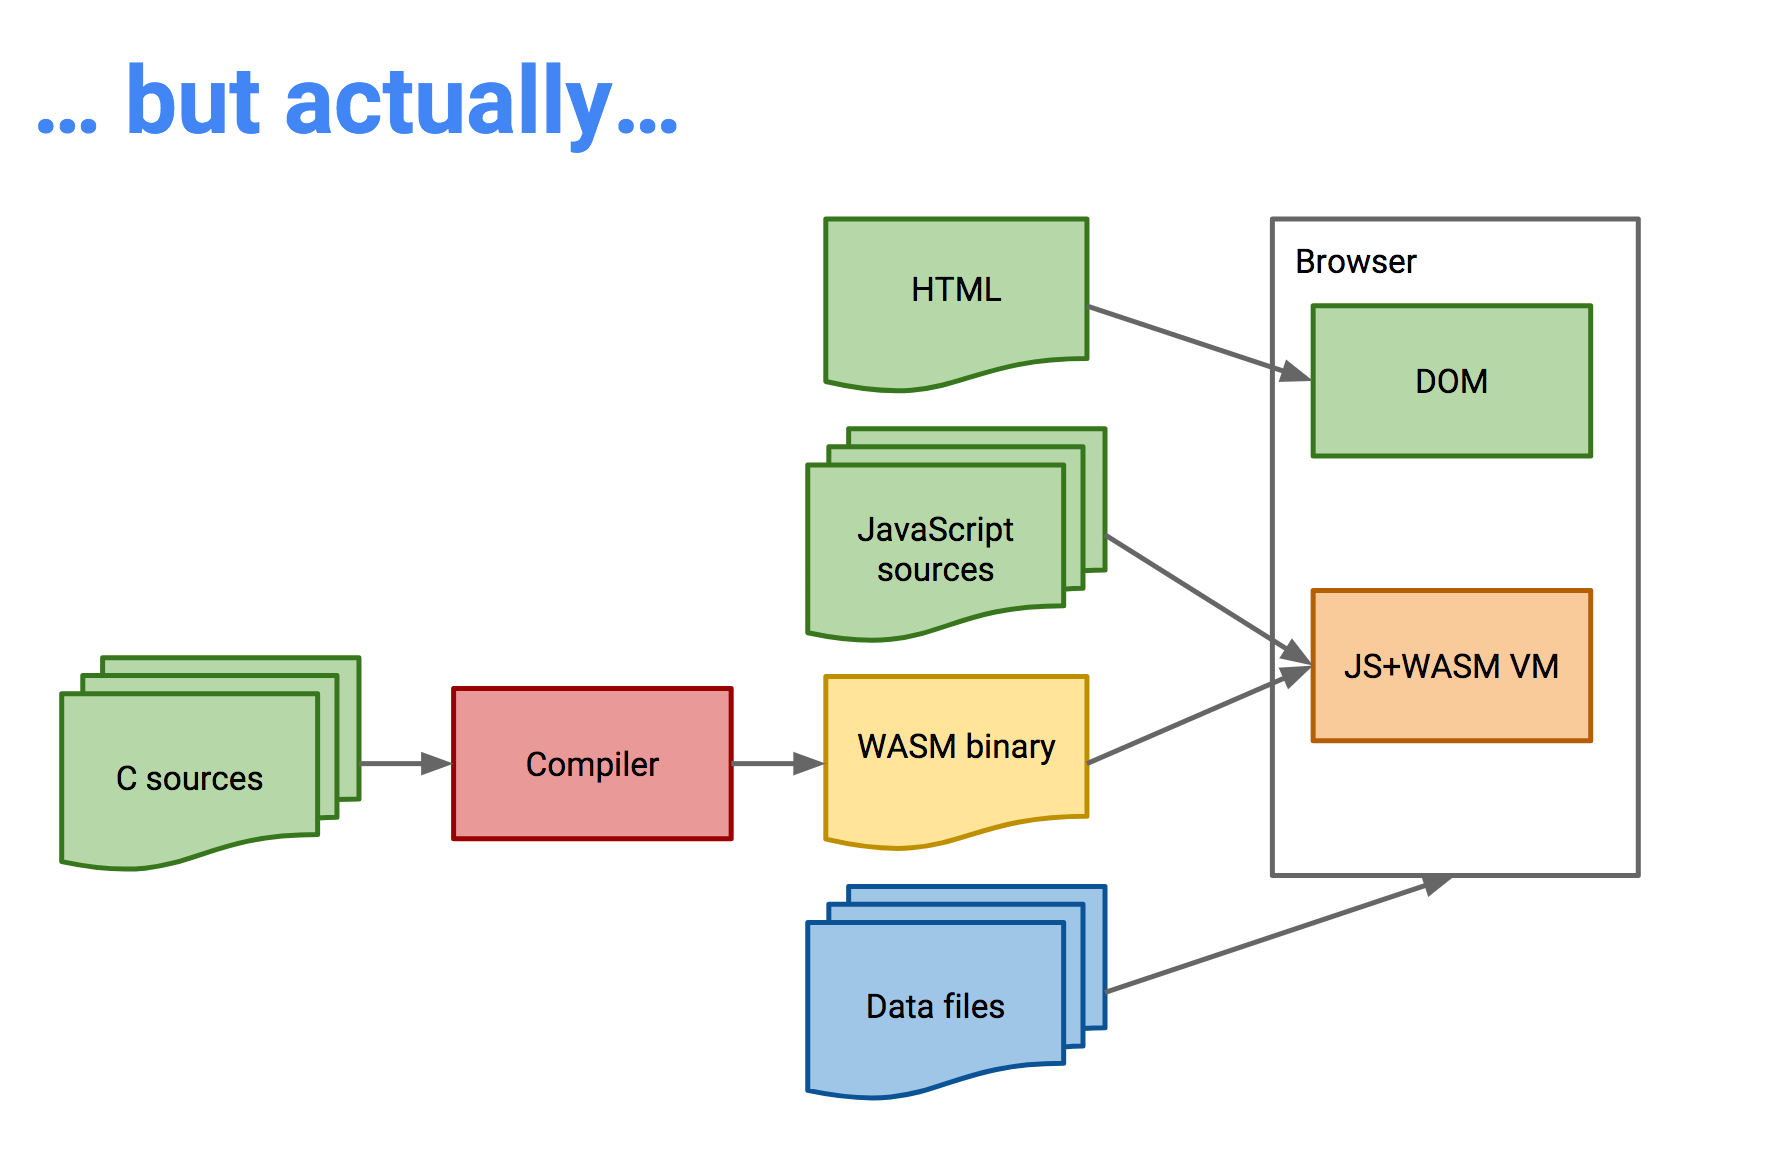 … but actually…
HTML
Browser
DOM
JavaScript
sources
JS+WASM VM
C sources
Compiler
WASM binary
Data files